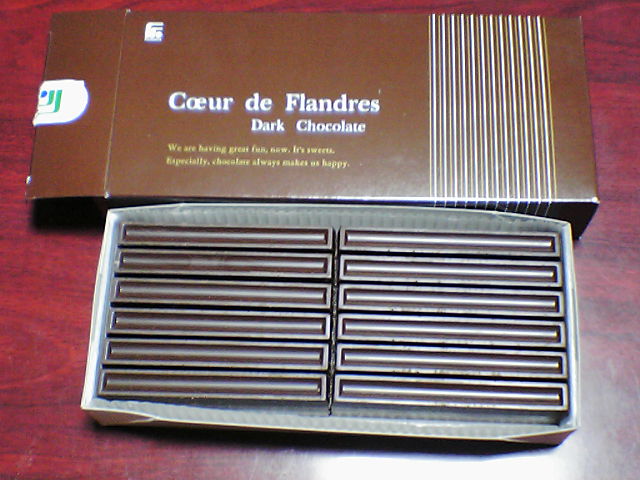 Cœur de Flandres
Dark Chocolate
We are having great fun, now. It's sweets.
Especially, chocolate always makes us happy.